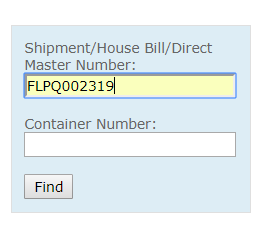 Shipment/House Bill/Direct
Master Number:
FLPQ002319
Container Number:
Find